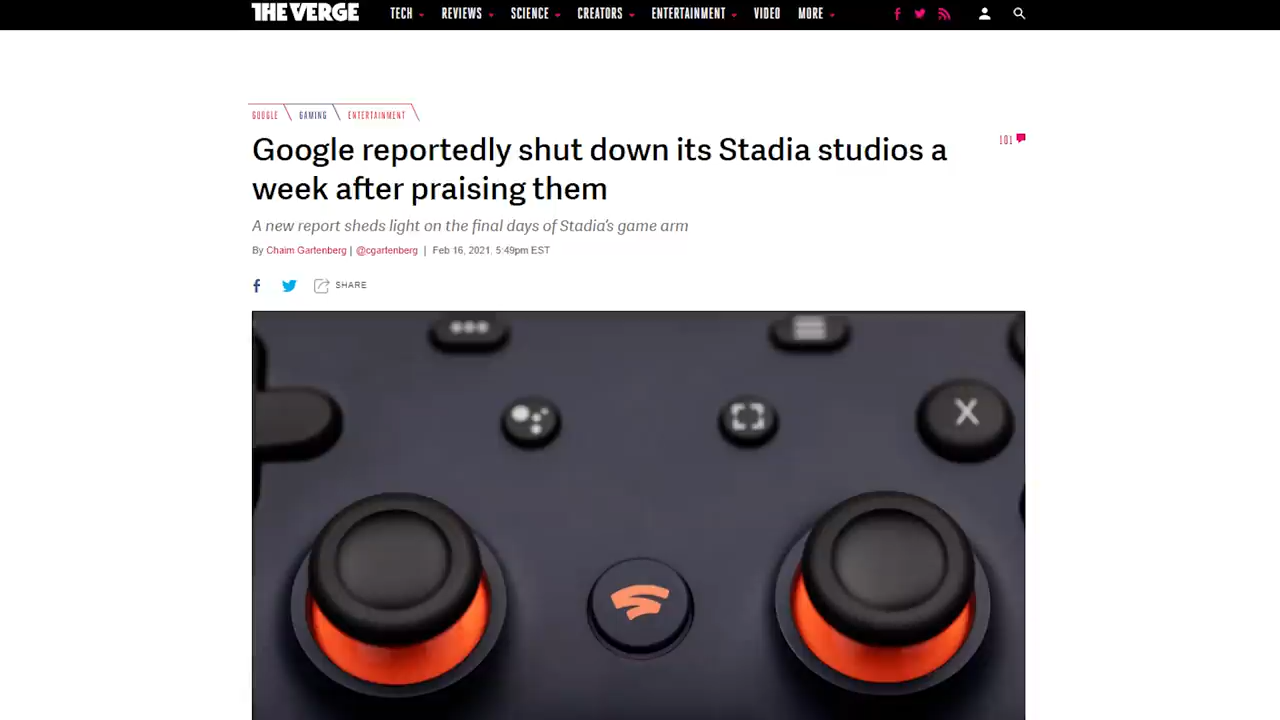 THE VERGE TECH REVIEWS SCIENCE CREATORS ENTERTAINMENT VIDEO MORE
GOOGLE GAMING ENTERTAINMENT
Google reportedly shut down its Stadia studios a
101
week after praising them
A new report sheds light on the final days of Stadia's game arm
By Chaim Gartenberg | @cgartenberg | Feb 16, 2021, 5:49pm EST
SHARE
X